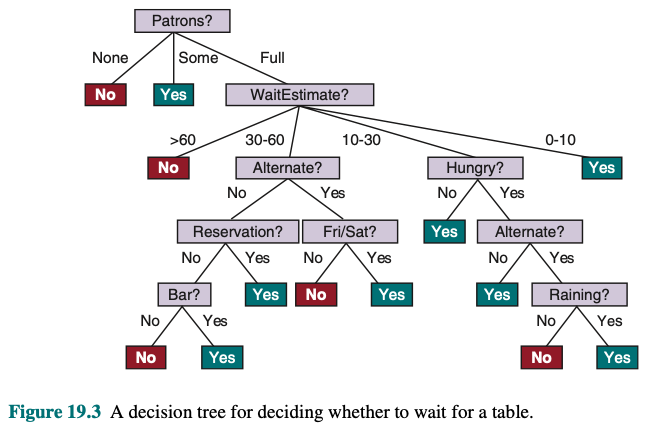 Patrons?
None Some Full
No Yes WaitEstimate?
>60 30-60 10-30 0-10
No Alternate? Hungry? Yes
No Yes No Yes
Reservation? Fri/Sat? Yes Alternate?
No Yes No Yes No Yes
Bar? Yes No Yes Yes Raining?
No Yes No Yes
No Yes No Yes
Figure 19.3 A decision tree for deciding whether to wait for a table.